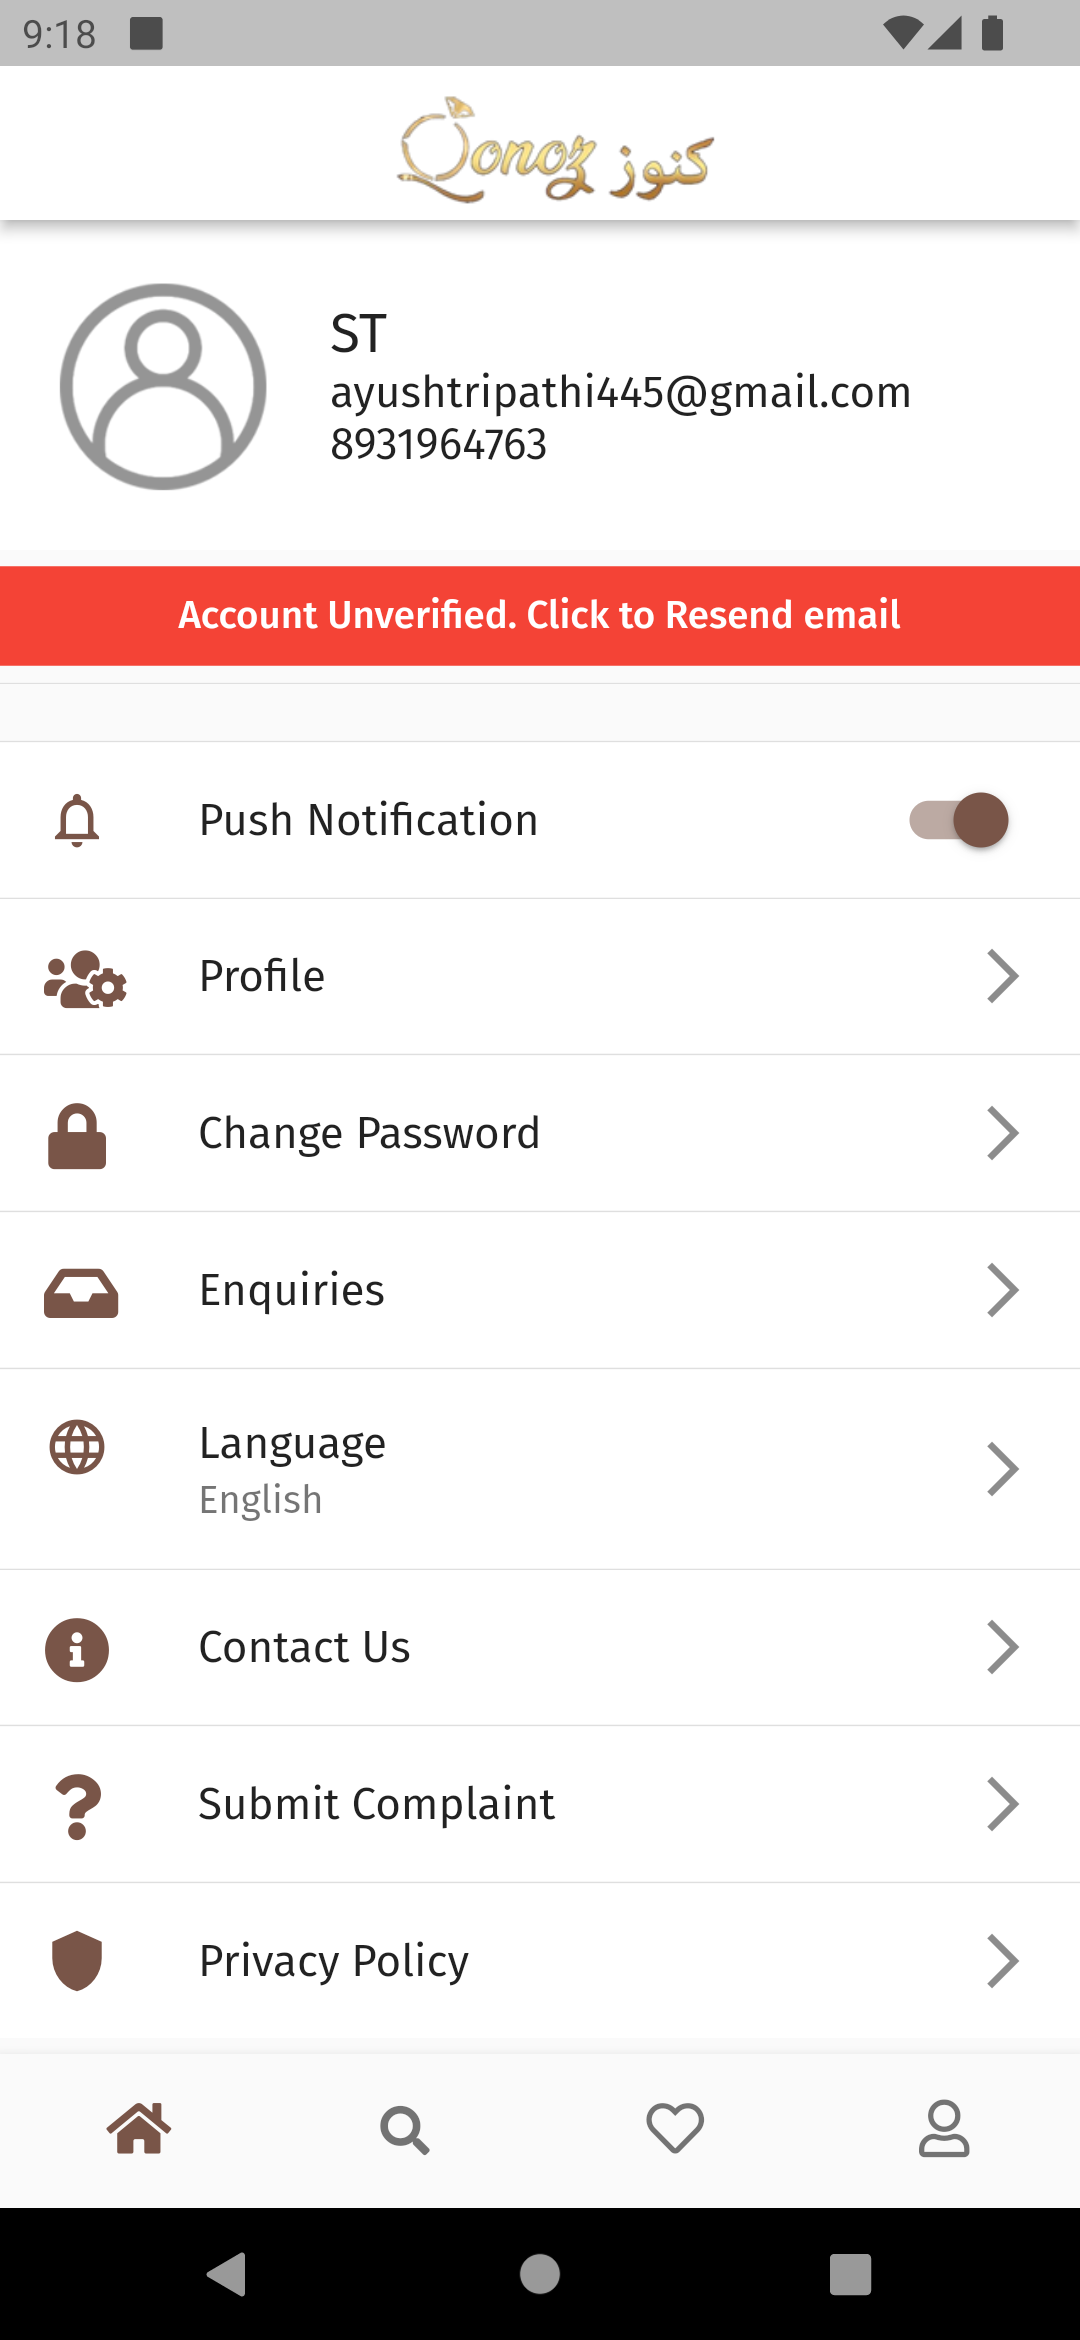 9:18
Qonoz كنوز
ST
ayushtripathi445@gmail.com
8931964763
Account Unverified. Click to Resend email
Push Notification
Profile
Change Password
Enquiries
Language
English
Contact Us
Submit Complaint
Privacy Policy